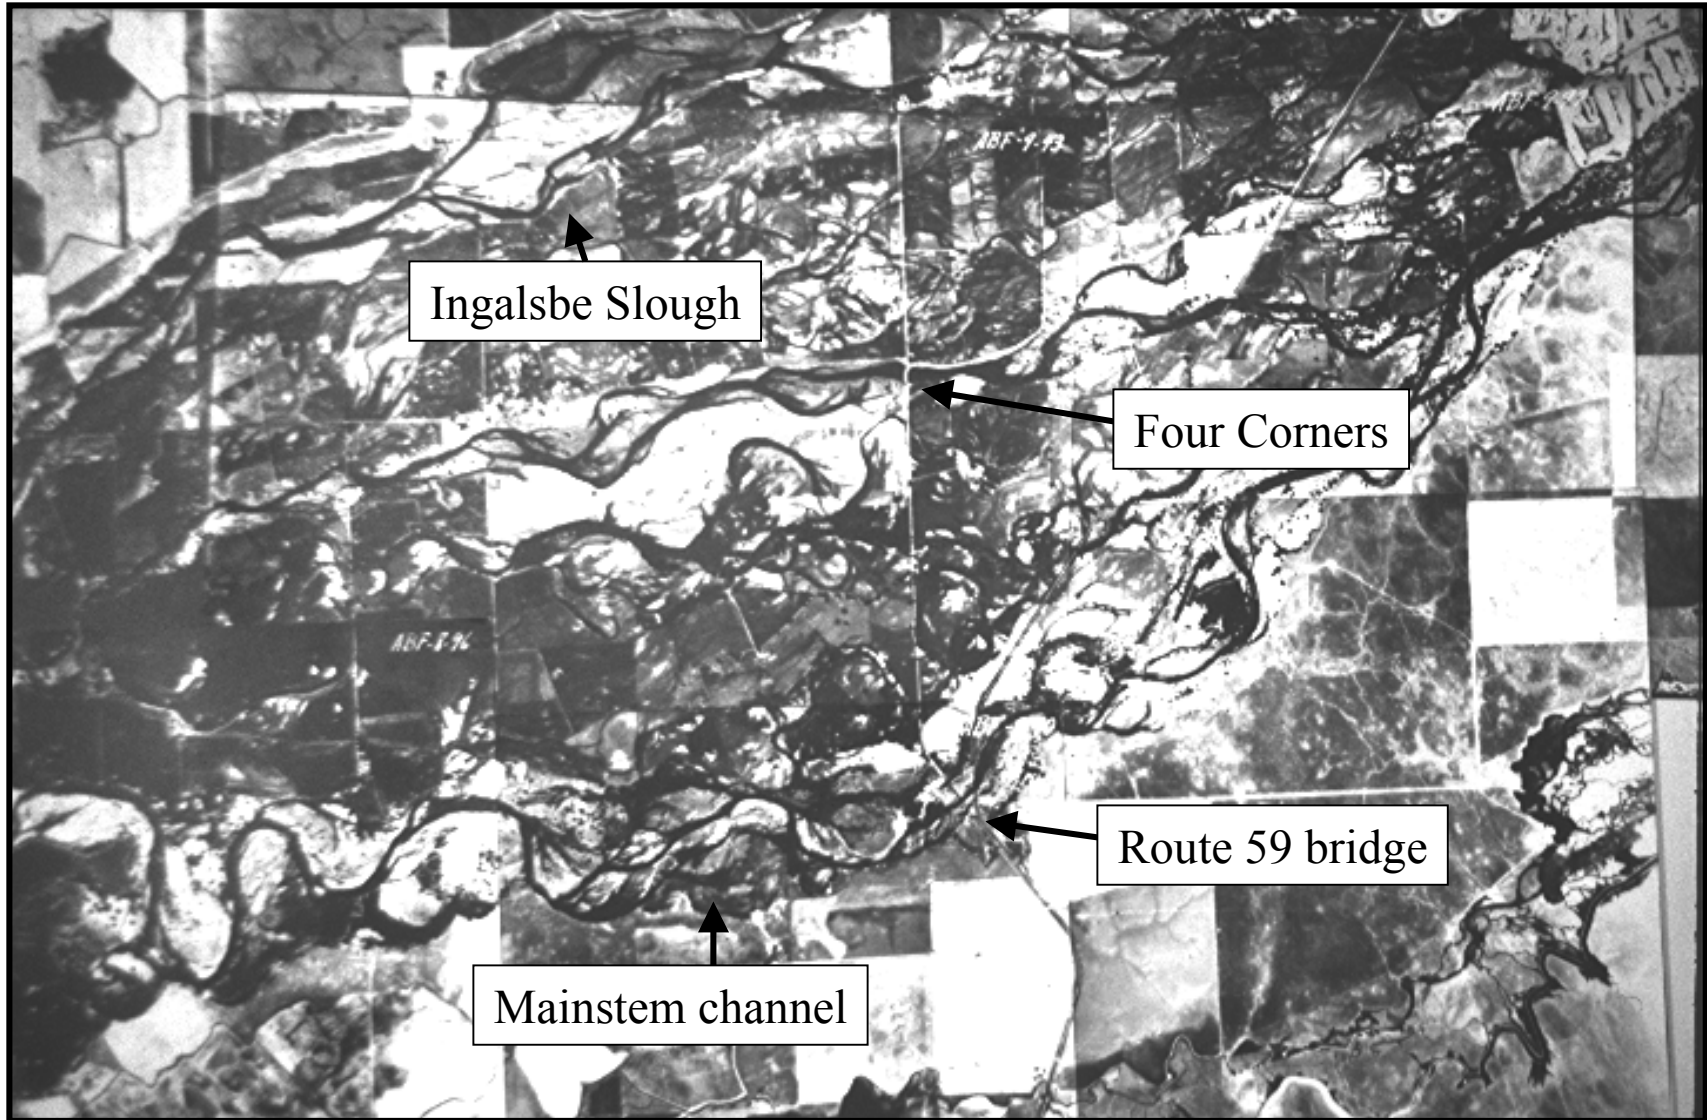 ABF-9-93
Ingalsbe Slough
Four Corners
ABF-8-96
Route 59 bridge
Mainstem channel